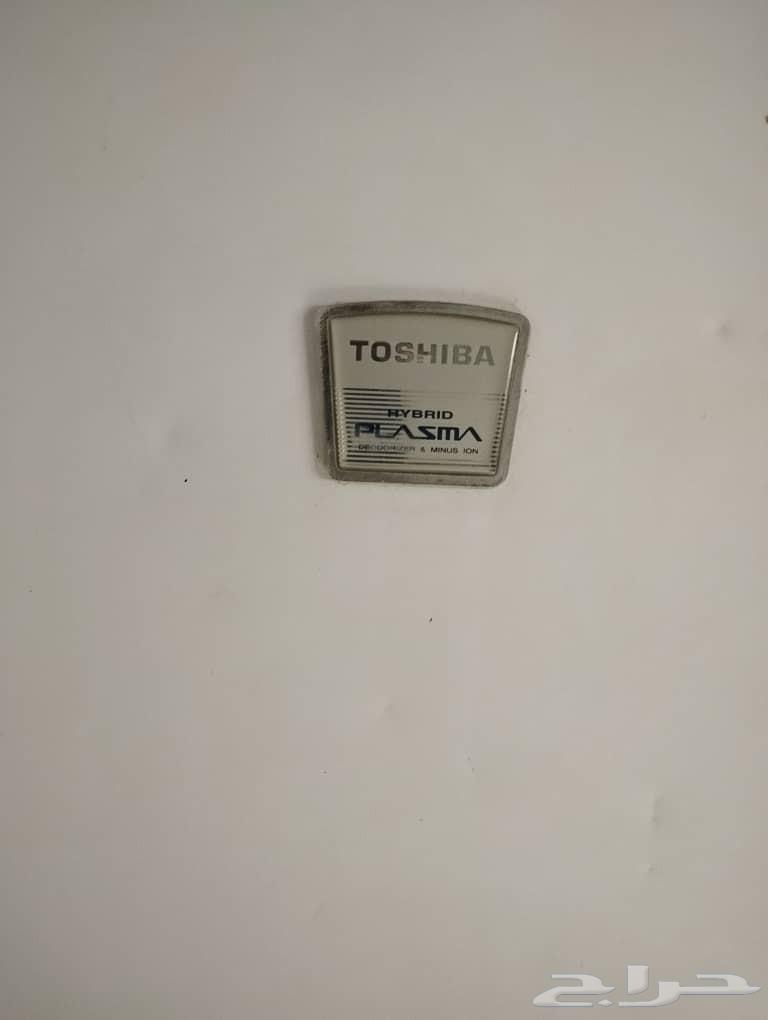 TOSHIBA
HYBRID
PLASMA
DEODORIZER & MINUS ION
حراج